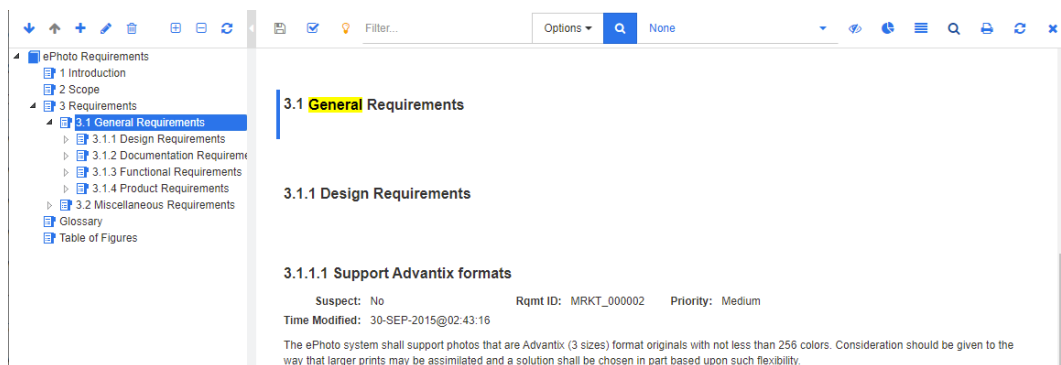 Filter...
Options
None
ePhoto Requirements
1 Introduction
2 Scope
3 Requirements
3.1 General Requirements
3.1.1 Design Requirements
3.1.2 Documentation Requireme
3.1.3 Functional Requirements
3.1.4 Product Requirements
3.2 Miscellaneous Requirements
Glossary
Table of Figures
3.1 General Requirements
3.1.1 Design Requirements
3.1.1.1 Support Advantix formats
Suspect: No Rqmt ID: MRKT_000002 Priority: Medium
Time Modified: 30-SEP-2015@02:43:16
The ePhoto system shall support photos that are Advantix (3 sizes) format originals with not less than 256 colors. Consideration should be given to the
way that larger prints may be assimilated and a solution shall be chosen in part based upon such flexibility.